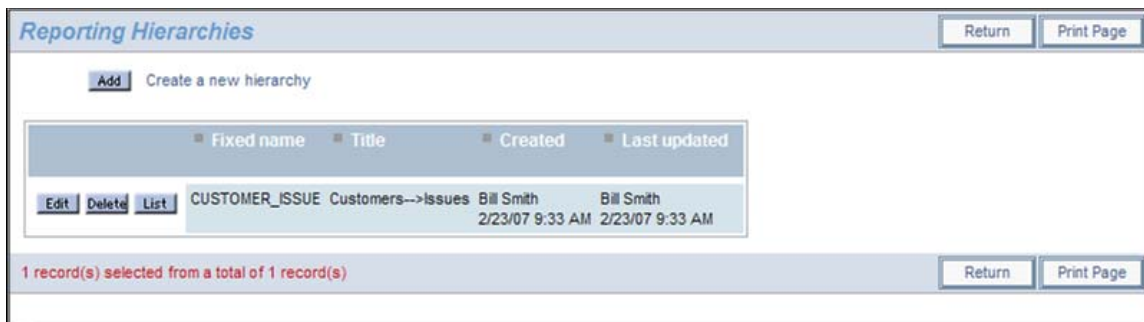 Reporting Hierarchies Return Print Page
Add Create a new hierarchy
Fixed name Title Created Last updated
Edit Delete List CUSTOMER_ISSUE Customers-->Issues Bill Smith Bill Smith
2/23/07 9:33 AM 2/23/07 9:33 AM
1 record(s) selected from a total of 1 record(s) Return Print Page